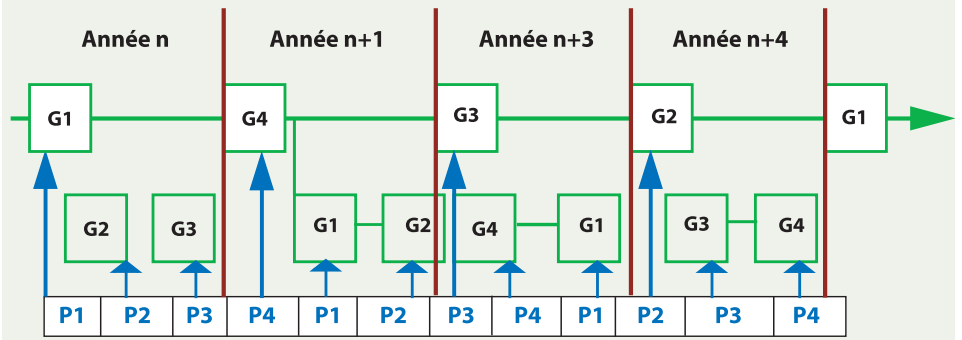 Année n Année n+1 Année n+3 Année n+4
G1 G4 G3 G2 G1
G2 G3 G1 G2 G4 G1 G3 G4
P1 P2 P3 P4 P1 P2 P3 P4 P1 P2 P3 P4